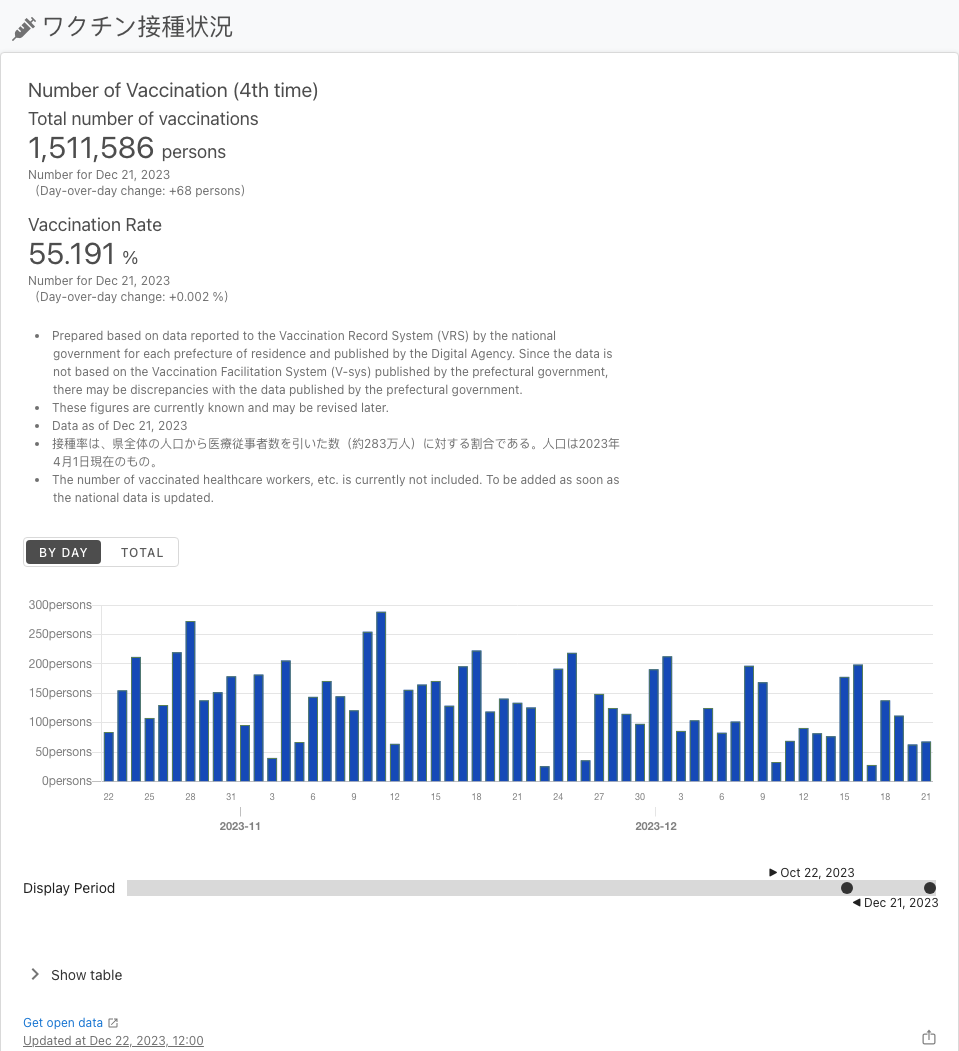 ワクチン接種状況
Number of Vaccination (4th time)
Total number of vaccinations
1,511,586 persons
Number for Dec 21, 2023
(Day-over-day change: +68 persons)
Vaccination Rate
55.191 %
Number for Dec 21, 2023
(Day-over-day change: +0.002 %)
• Prepared based on data reported to the Vaccination Record System (VRS) by the national
government for each prefecture of residence and published by the Digital Agency. Since the data is
not based on the Vaccination Facilitation System (V-sys) published by the prefectural government,
there may be discrepancies with the data published by the prefectural government.
• These figures are currently known and may be revised later.
• Data as of Dec 21, 2023
• 接種率は、県全体の人口から医療従事者数を引いた数（約283万人）に対する割合である。人口は2023年
4月1日現在のもの。
• The number of vaccinated healthcare workers, etc. is currently not included. To be added as soon as
the national data is updated.
BY DAY TOTAL
300persons
250persons
200persons
150persons
100persons
50persons
0persons
22 25 28 31 3 6 9 12 15 18 21 24 27 30 3 6 9 12 15 18 21
2023-11 2023-12
Oct 22, 2023
Display Period
Dec 21, 2023
Show table
Get open data
Updated at Dec 22, 2023, 12:00